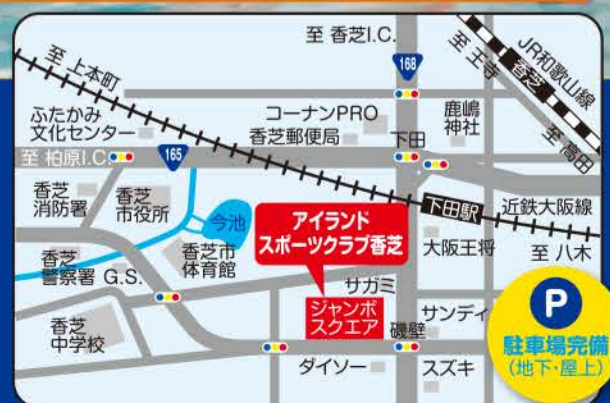 至 香芝I.C.
168
JR和歌山線
香芝
至 王寺
至 高田
至 上本町
ふたかみ
文化センター
コーナンPRO
香芝郵便局
下田
鹿嶋
神社
至 柏原I.C.
165
香芝
消防署
香芝
市役所
今池
下田駅
近鉄大阪線
アイランド
スポーツクラブ香芝
大阪王将
至 八木
香芝
警察署
G.S.
香芝市
体育館
サガミ
ジャンボ
スクエア
サンディ
香芝
中学校
磯壁
ダイソー
スズキ
P
駐車場完備
(地下・屋上)